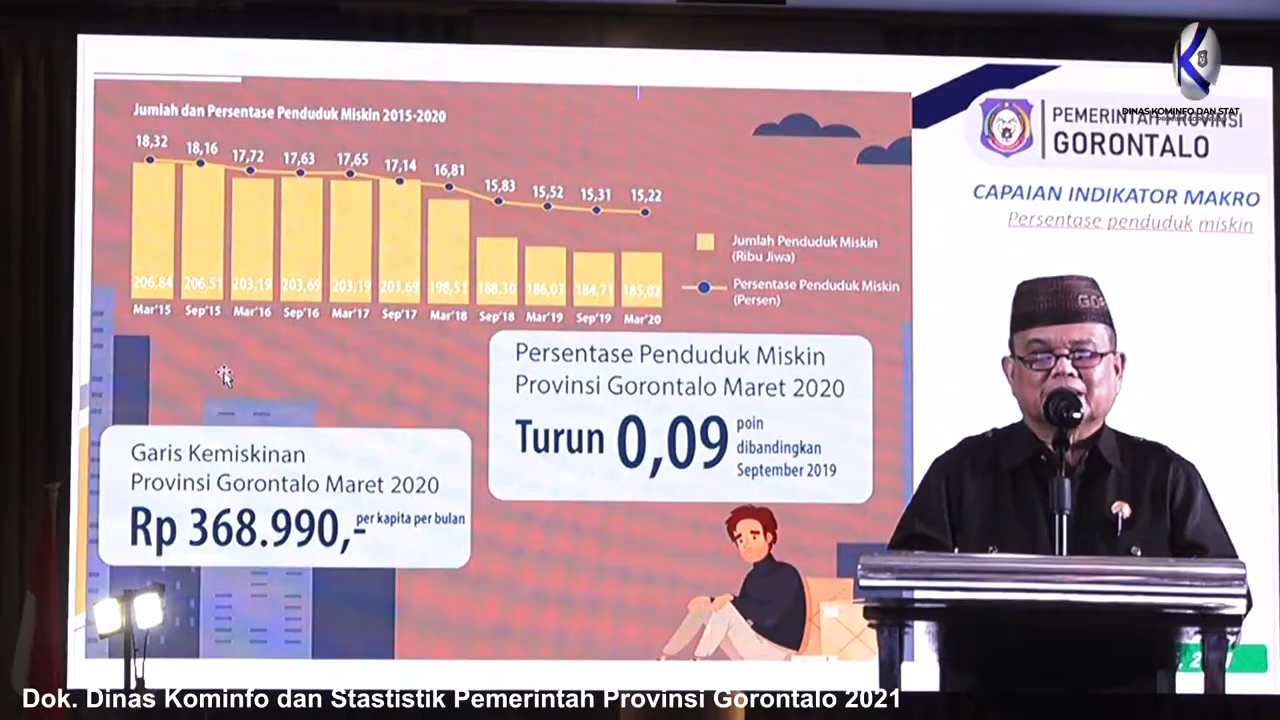 DINAS KOMINFO DAN STAT
PEMERINTAH PROVINSI
GORONTALO
CAPAIAN INDIKATOR MAKRO
Persentase penduduk miskin
Jumlah dan Persentase Penduduk Miskin 2015-2020
18,32 18,16 17,72 17,63 17,65 17,14 16,81 15,83 15,52 15,31 15,22
Jumlah Penduduk Miskin
(Ribu Jiwa)
Persentase Penduduk Miskin
(Persen)
206,84 206,51 203,19 203,69 203,19 203,69 198,51 188,30 186,03 184,71 185,02
Mar'15 Sep'15 Mar'16 Sep'16 Mar'17 Sep'17 Mar'18 Sep'18 Mar'19 Sep'19 Mar'20
Persentase Penduduk Miskin
Provinsi Gorontalo Maret 2020
Turun 0,09 poin
dibandingkan
September 2019
Garis Kemiskinan
Provinsi Gorontalo Maret 2020
Rp 368.990,- per kapita per bulan
Dok. Dinas Kominfo dan Stastistik Pemerintah Provinsi Gorontalo 2021